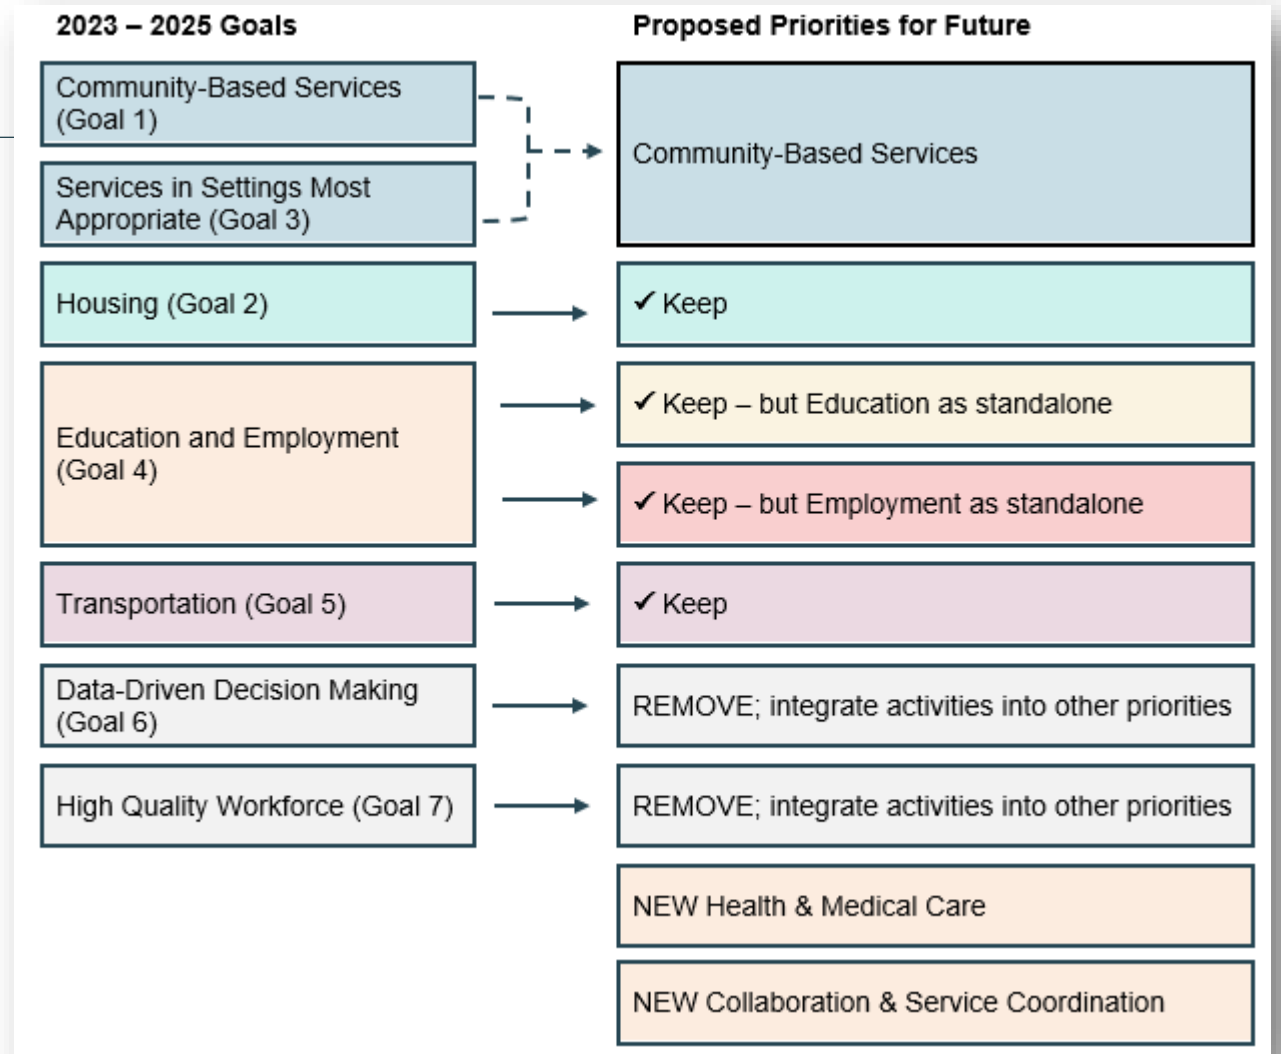 2023 – 2025 Goals
Proposed Priorities for Future
Community-Based Services
(Goal 1)
Services in Settings Most
Appropriate (Goal 3)
Community-Based Services
Housing (Goal 2)
✓ Keep
Education and Employment
(Goal 4)
✓ Keep – but Education as standalone
✓ Keep – but Employment as standalone
Transportation (Goal 5)
✓ Keep
Data-Driven Decision Making
(Goal 6)
REMOVE; integrate activities into other priorities
High Quality Workforce (Goal 7)
REMOVE; integrate activities into other priorities
NEW Health & Medical Care
NEW Collaboration & Service Coordination